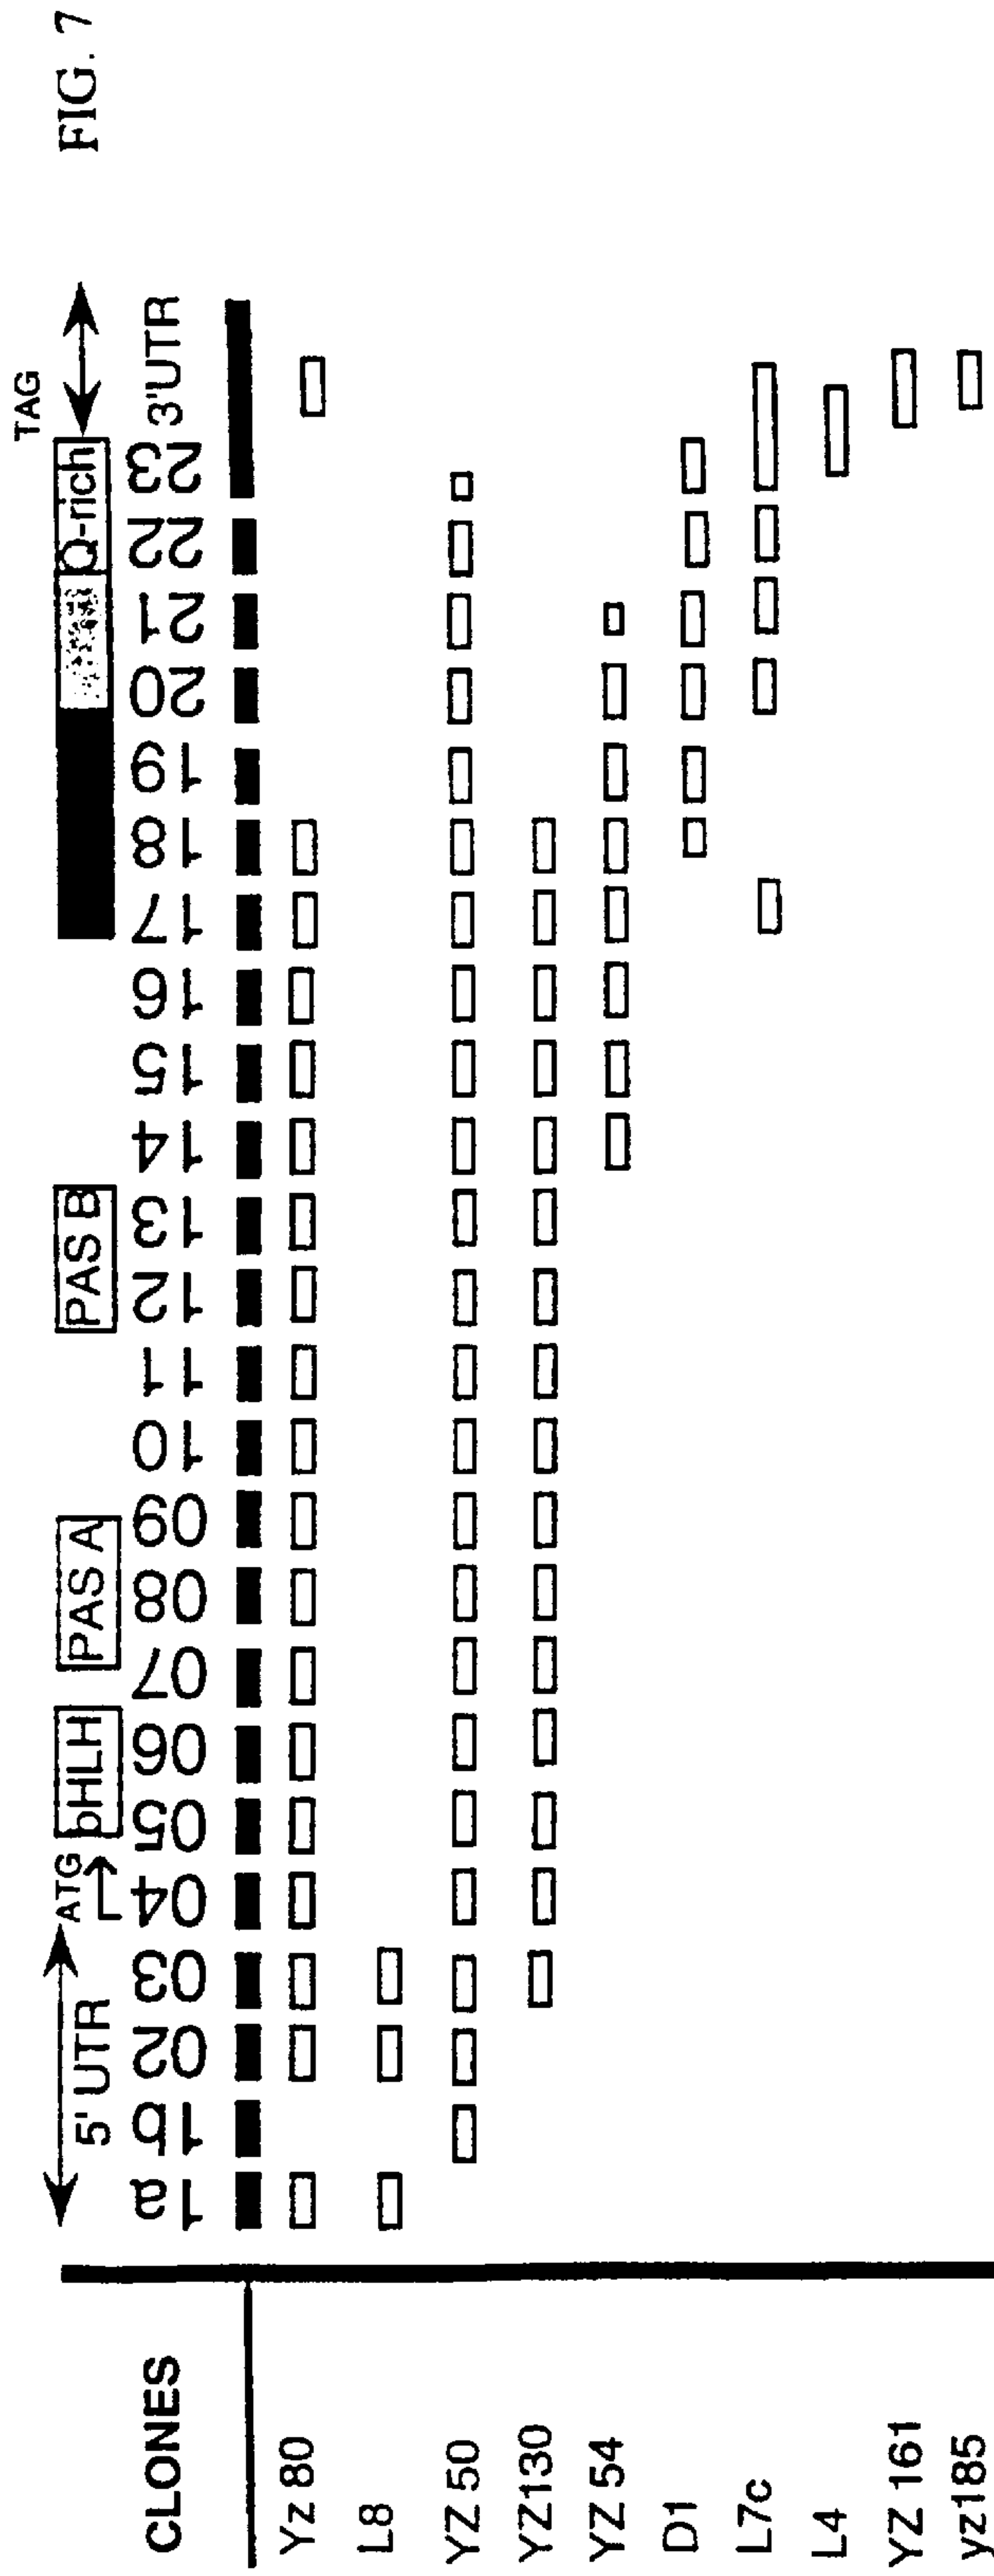 FIG. 7
TAG
5' UTR ATG bHLH PAS A PAS B Q-rich
CLONES 1a 1b 02 03 04 05 06 07 08 09 10 11 12 13 14 15 16 17 18 19 20 21 22 23 3'UTR
Yz 80
L8
YZ 50
YZ130
YZ 54
D1
L7c
L4
YZ 161
yz185